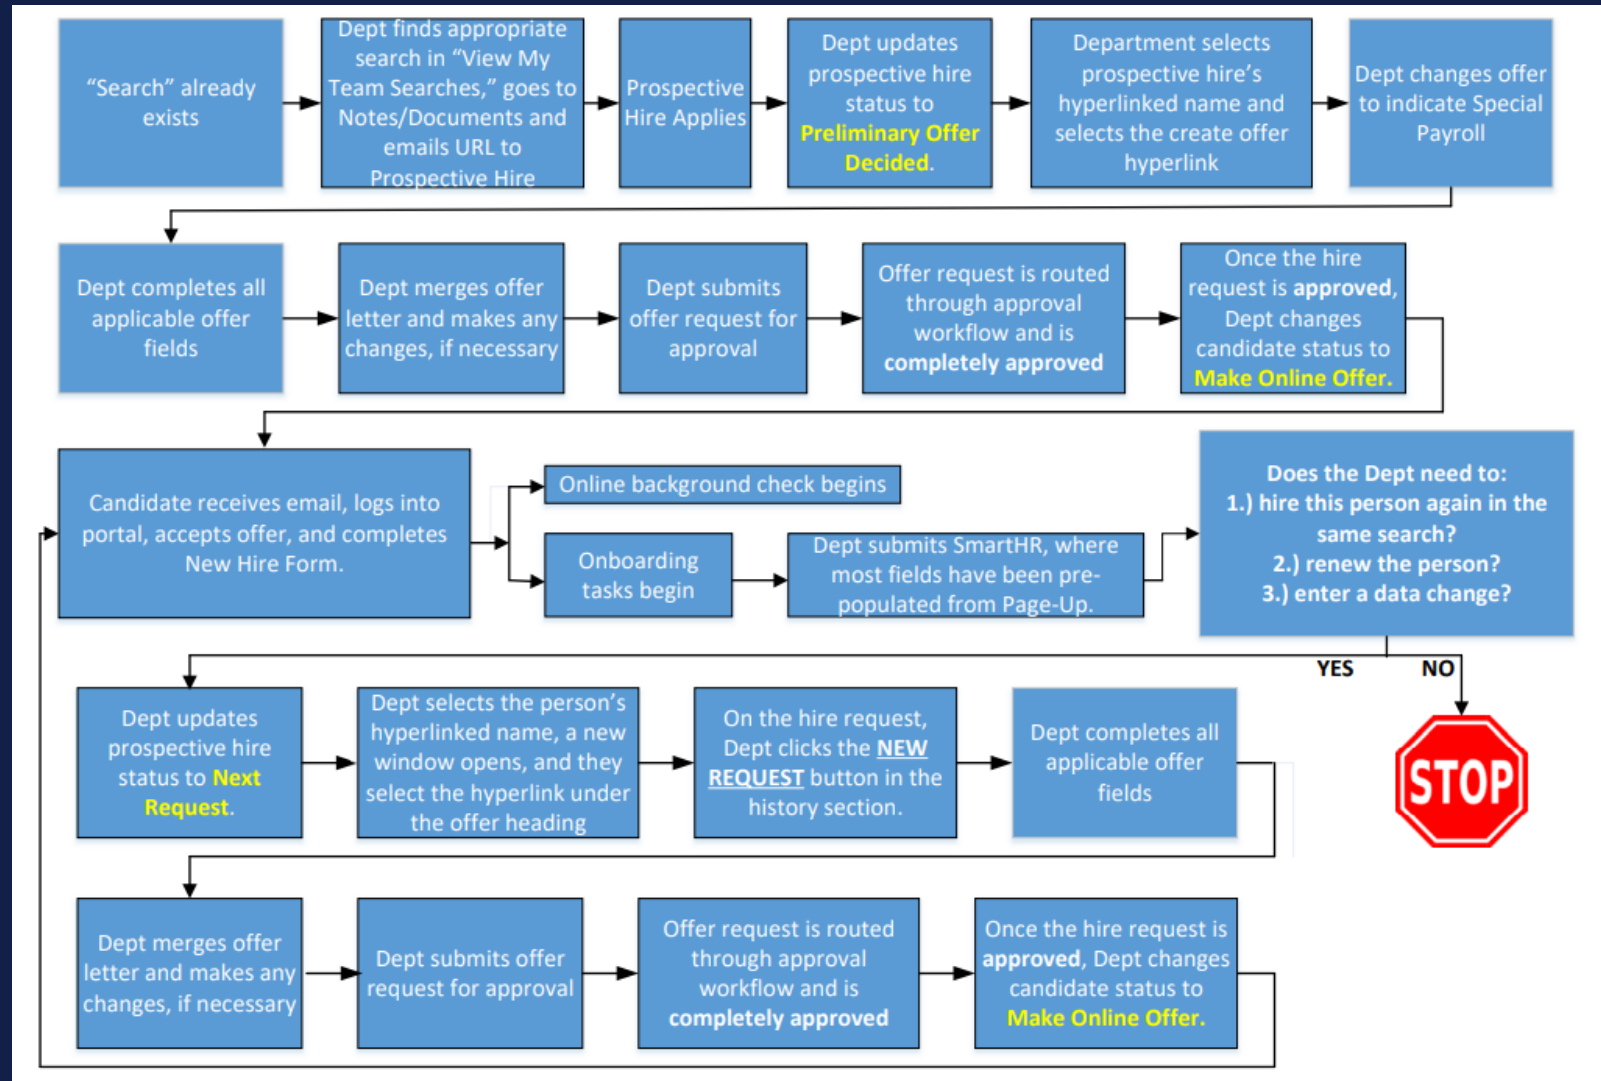 “Search” already
exists
Dept finds appropriate
search in “View My
Team Searches,” goes to
Notes/Documents and
emails URL to
Prospective Hire
Prospective
Hire Applies
Dept updates
prospective hire
status to
Preliminary Offer
Decided.
Department selects
prospective hire’s
hyperlinked name and
selects the create offer
hyperlink
Dept changes offer
to indicate Special
Payroll
Dept completes all
applicable offer
fields
Dept merges offer
letter and makes any
changes, if necessary
Dept submits
offer request for
approval
Offer request is routed
through approval
workflow and is
completely approved
Once the hire
request is approved,
Dept changes
candidate status to
Make Online Offer.
Candidate receives email, logs into
portal, accepts offer, and completes
New Hire Form.
Online background check begins
Onboarding
tasks begin
Dept submits SmartHR, where
most fields have been pre-
populated from Page-Up.
Does the Dept need to:
1.) hire this person again in the
same search?
2.) renew the person?
3.) enter a data change?
YES
NO
Dept updates
prospective hire
status to Next
Request.
Dept selects the person’s
hyperlinked name, a new
window opens, and they
select the hyperlink under
the offer heading
On the hire request,
Dept clicks the NEW
REQUEST button in the
history section.
Dept completes all
applicable offer
fields
STOP
Dept merges offer
letter and makes any
changes, if necessary
Dept submits offer
request for approval
Offer request is routed
through approval
workflow and is
completely approved
Once the hire request is
approved, Dept changes
candidate status to
Make Online Offer.